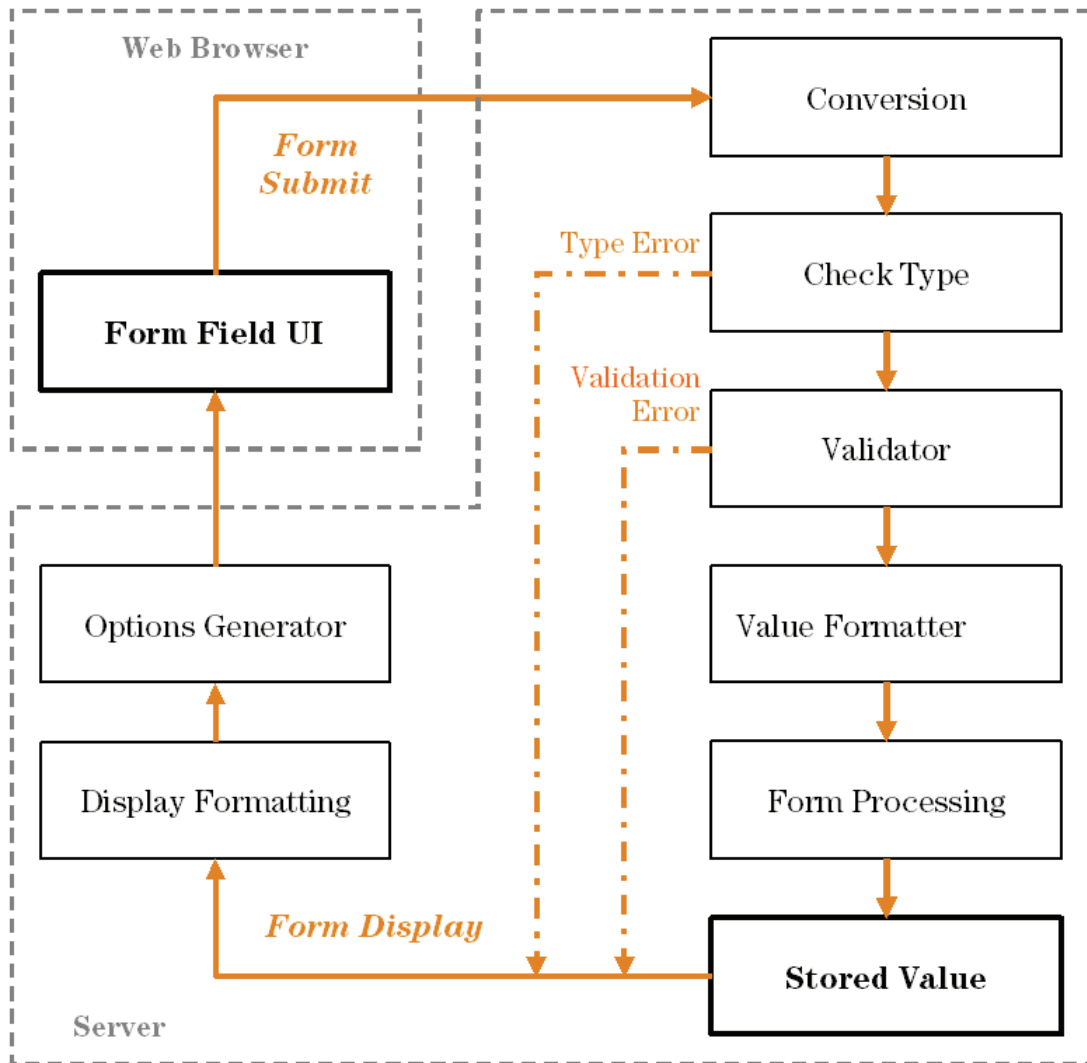 Web Browser
Conversion
Form
Submit
Type Error
Check Type
Form Field UI
Validation
Error
Validator
Options Generator
Value Formatter
Display Formatting
Form Processing
Form Display
Stored Value
Server